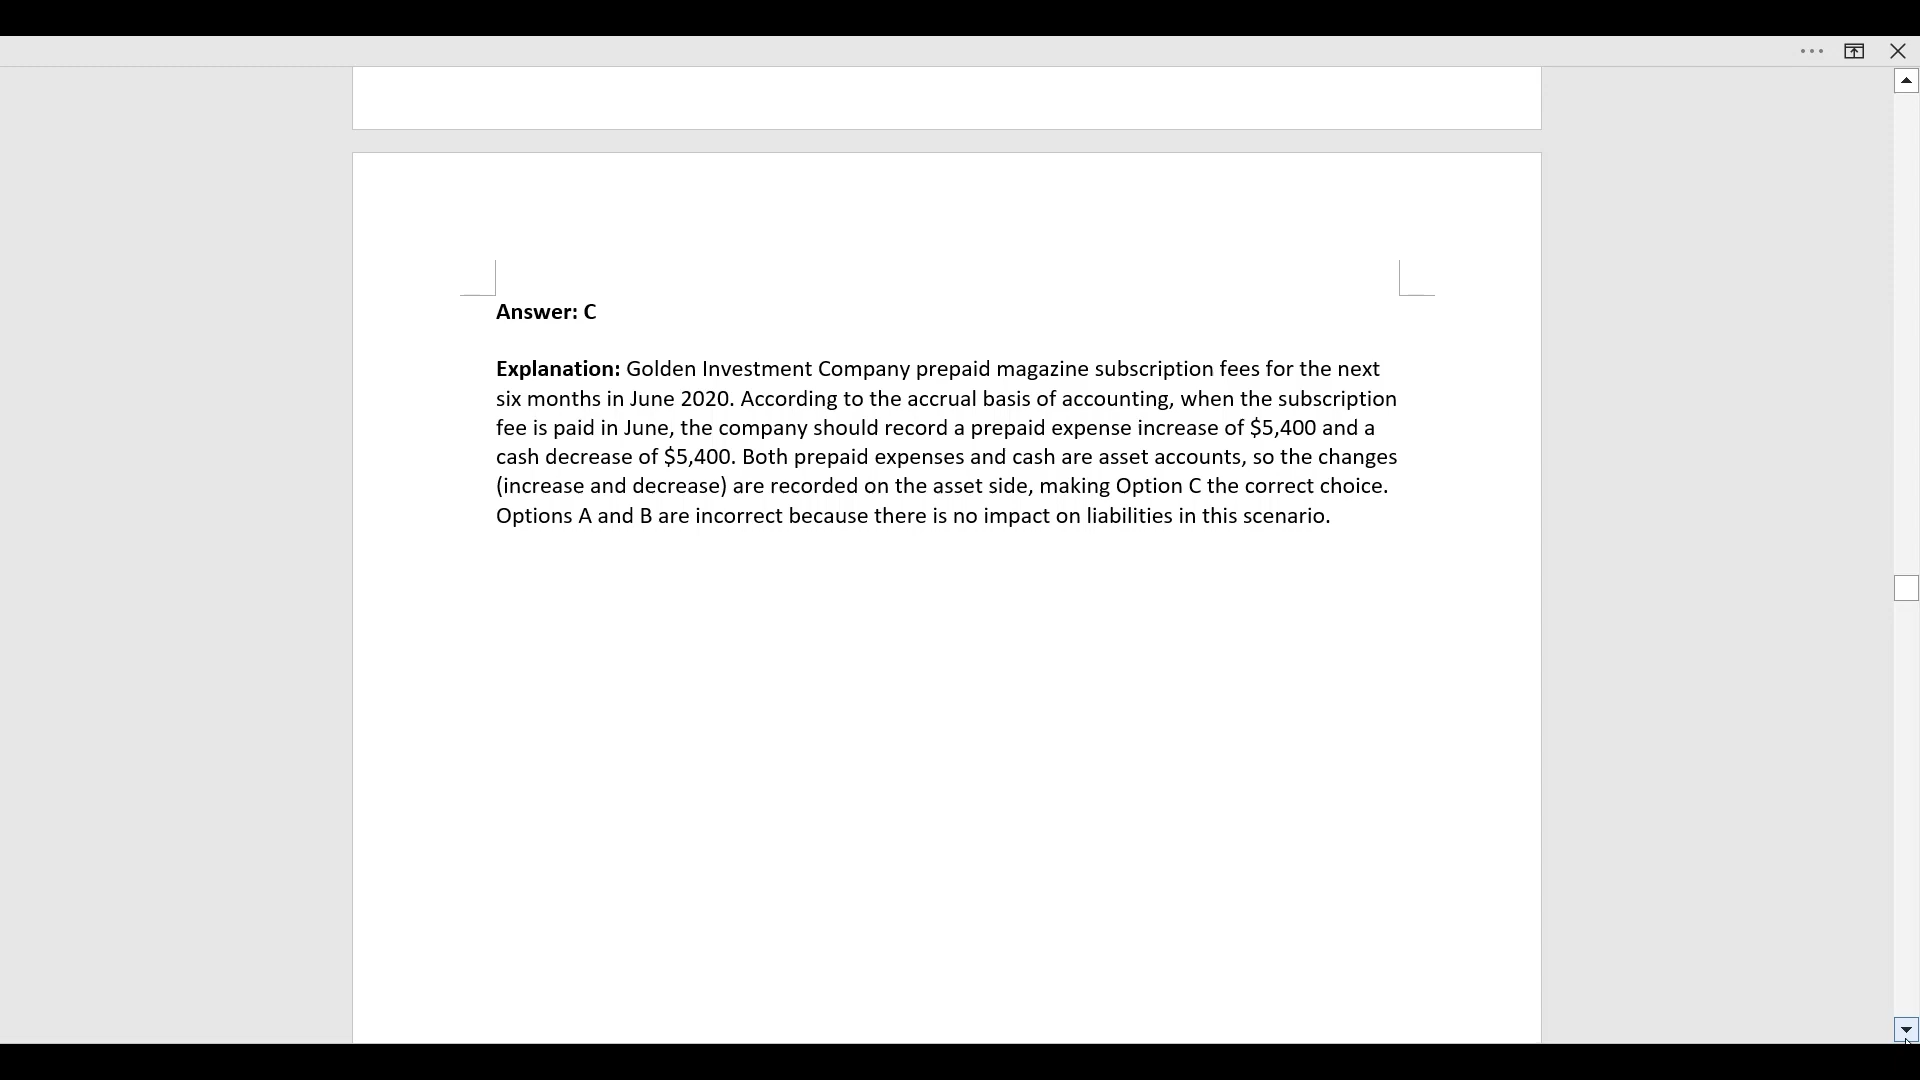 Answer: C
Explanation: Golden Investment Company prepaid magazine subscription fees for the next
six months in June 2020. According to the accrual basis of accounting, when the subscription
fee is paid in June, the company should record a prepaid expense increase of $5,400 and a
cash decrease of $5,400. Both prepaid expenses and cash are asset accounts, so the changes
(increase and decrease) are recorded on the asset side, making Option C the correct choice.
Options A and B are incorrect because there is no impact on liabilities in this scenario.